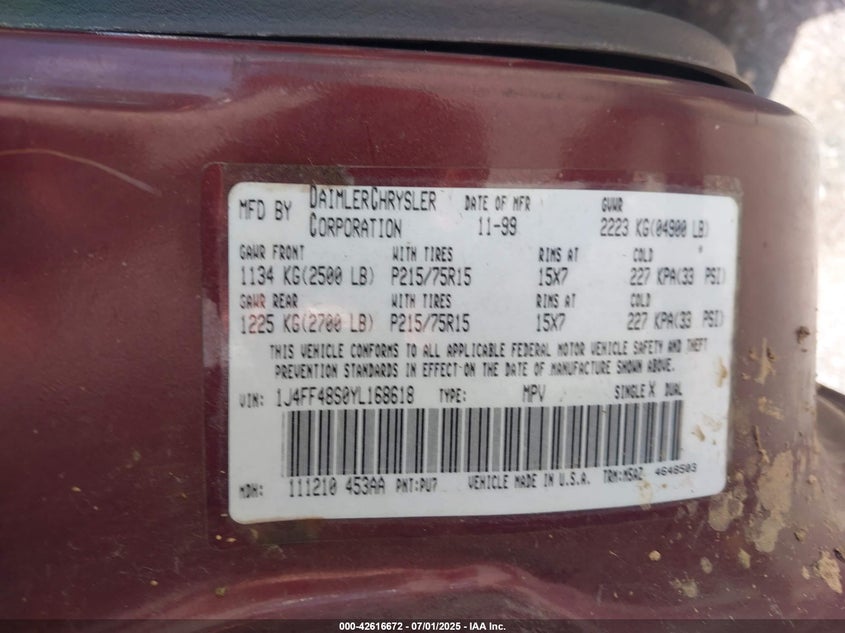 MFD BY DAIMLERCHRYSLER CORPORATION DATE OF MFR 11-99 GVWR 2223 KG(04900 LB)
GAWR FRONT WITH TIRES RIMS AT COLD
1134 KG(2500 LB) P215/75R15 15X7 227 KPA(33 PSI)
GAWR REAR WITH TIRES RIMS AT COLD
1225 KG(2700 LB) P215/75R15 15X7 227 KPA(33 PSI)
THIS VEHICLE CONFORMS TO ALL APPLICABLE FEDERAL MOTOR VEHICLE SAFETY AND THEFT
PREVENTION STANDARDS IN EFFECT ON THE DATE OF MANUFACTURE SHOWN ABOVE.
VIN: 1J4FF48S0YL168618 TYPE: MPV SINGLE X DUAL
MDH: 111210 453AA PNT:PU7 VEHICLE MADE IN U.S.A. TRM:MSAZ 4648503
000-42616672 - 07/01/2025 - IAA Inc.